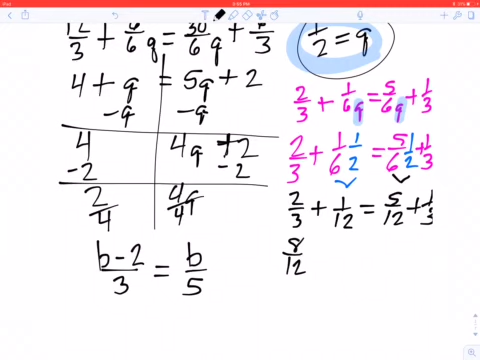 12/3 + 6/6 q = 30/6 q + 6/3
4 + q = 5q + 2
-q -q
4 4q + 2
-2 -2
2/4 4q/4
(b-2)/3 = b/5
1/2 = q
2/3 + 1/6 q = 5/6 q + 1/3
2/3 + 1/6 1/2 = 5/6 1/2 + 1/3
2/3 + 1/12 = 5/12 + 1/3
8/12